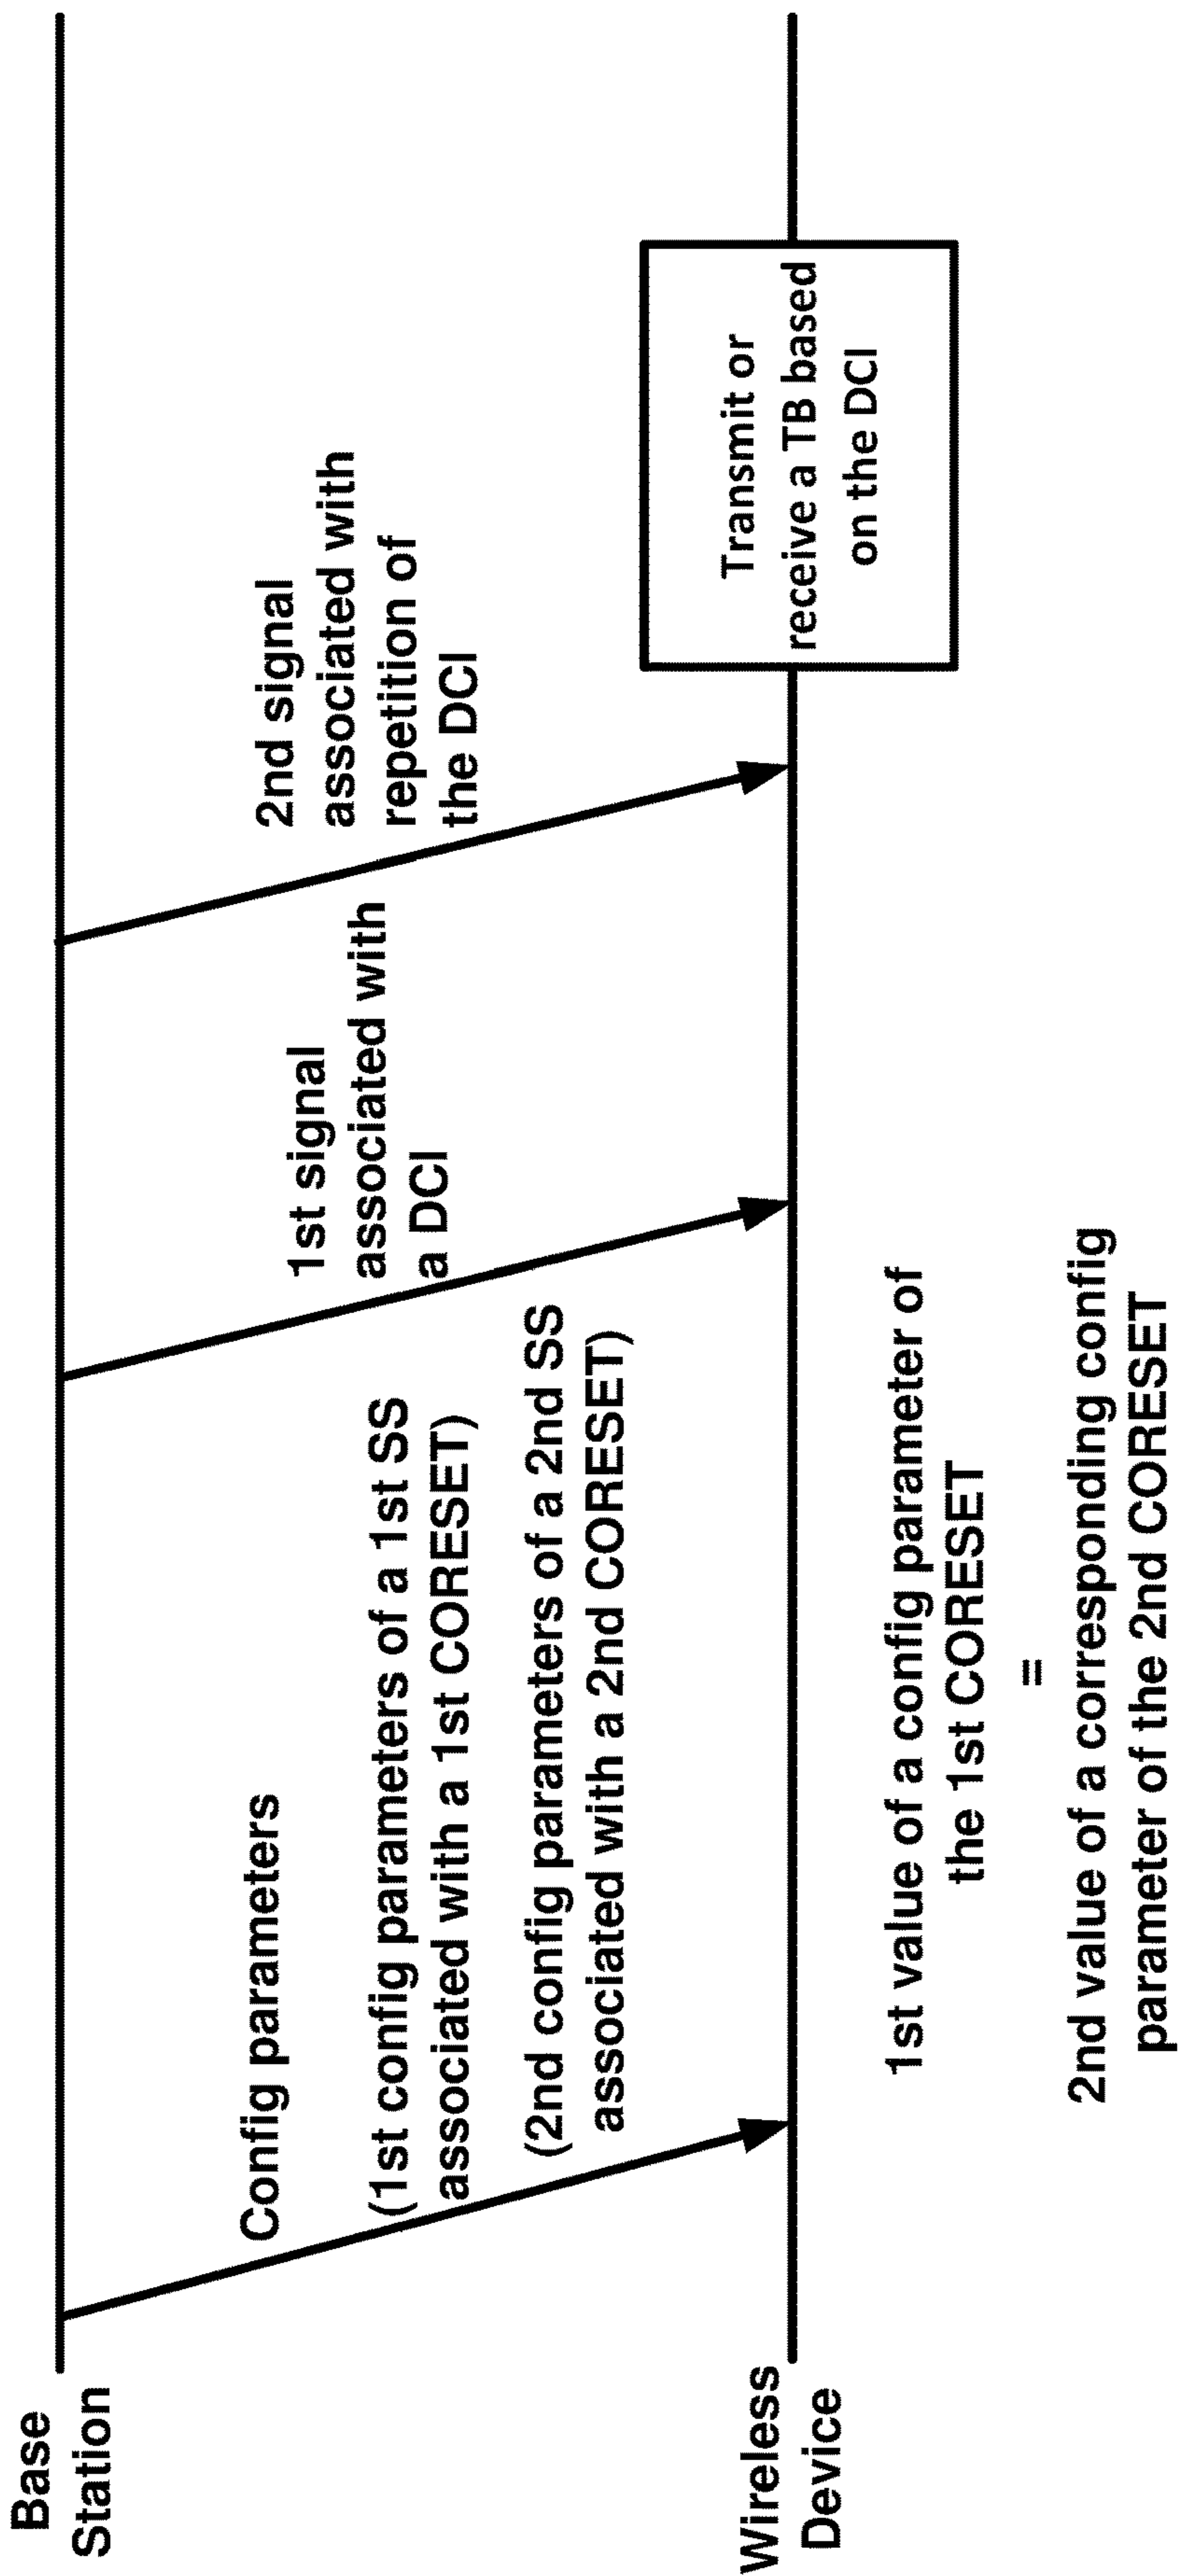 Base
Station
Config parameters
(1st config parameters of a 1st SS
associated with a 1st CORESET)
(2nd config parameters of a 2nd SS
associated with a 2nd CORESET)
1st signal
associated with
a DCI
2nd signal
associated with
repetition of
the DCI
Wireless
Device
Transmit or
receive a TB based
on the DCI
1st value of a config parameter of
the 1st CORESET
=
2nd value of a corresponding config
parameter of the 2nd CORESET